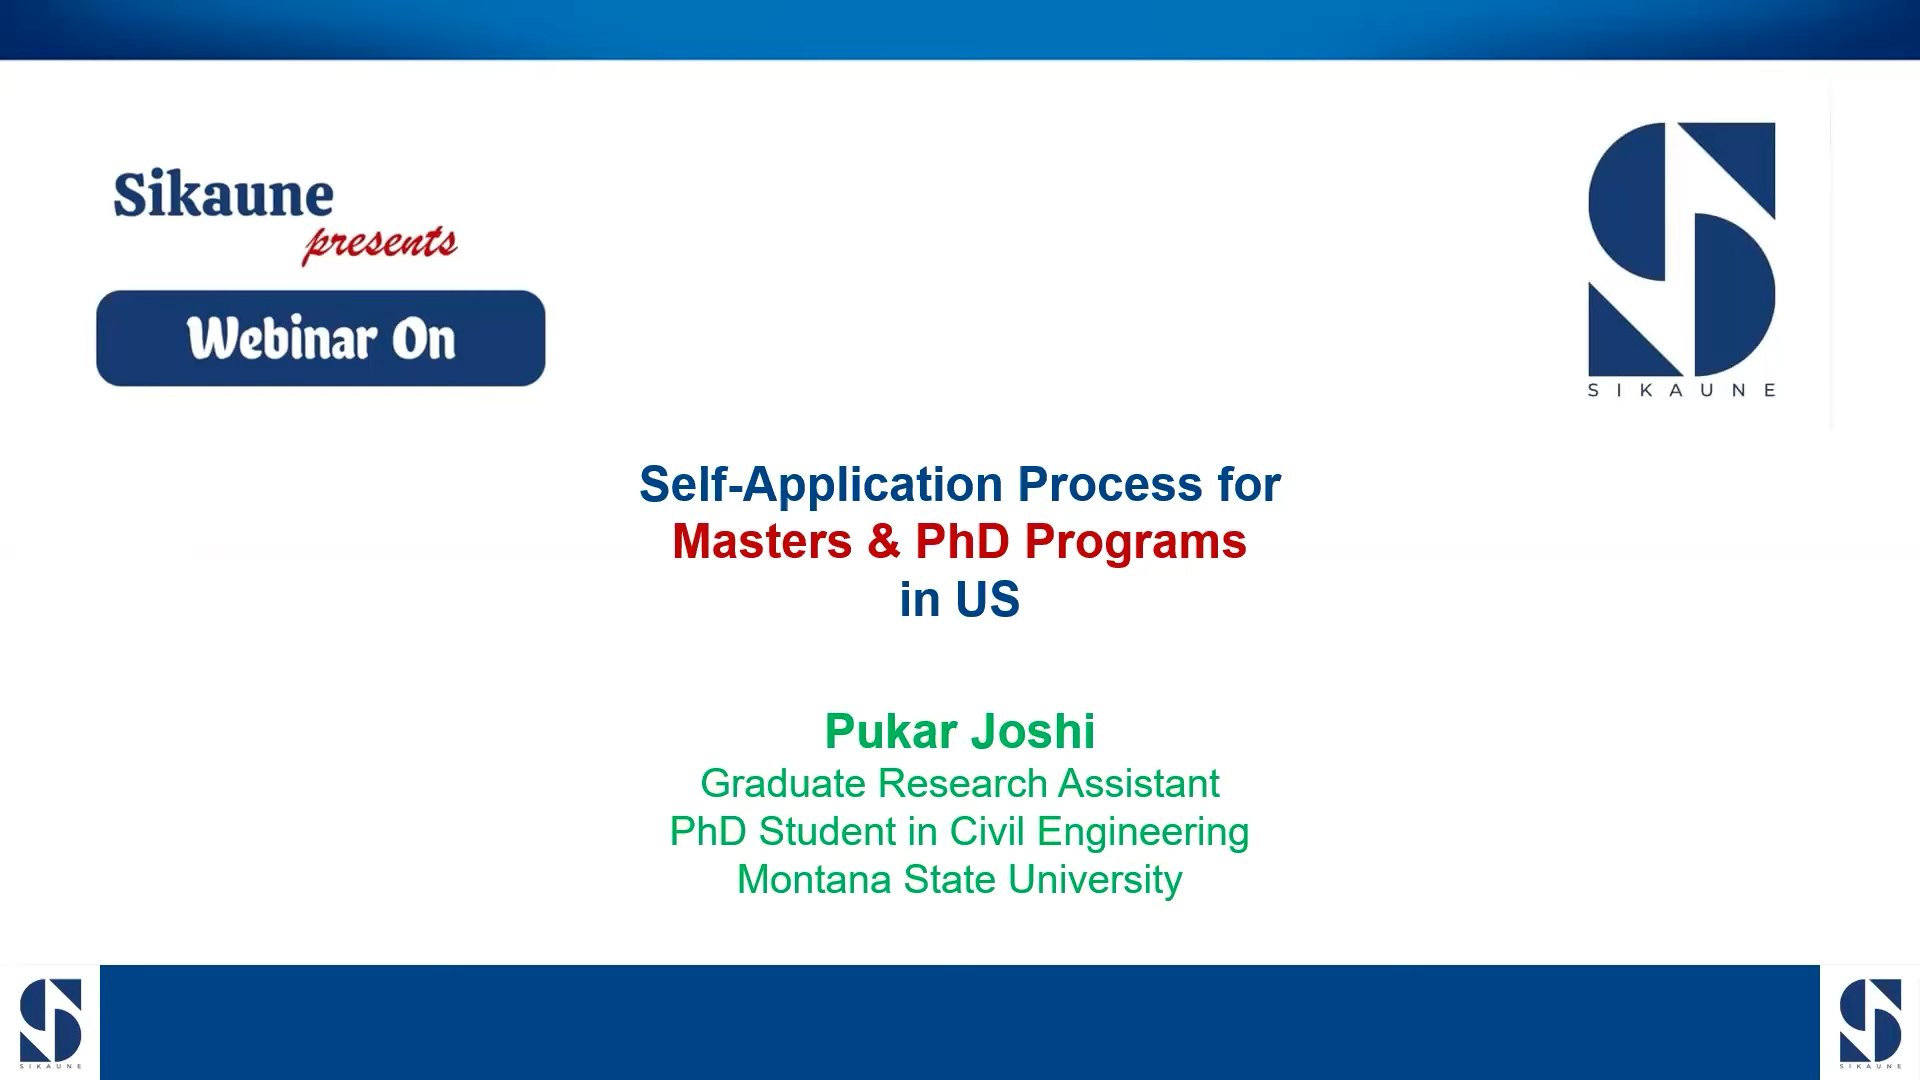 Sikaune
presents
Webinar On
SIKAUNE
Self-Application Process for
Masters & PhD Programs
in US
Pukar Joshi
Graduate Research Assistant
PhD Student in Civil Engineering
Montana State University
SIKAUNE
SIKAUNE